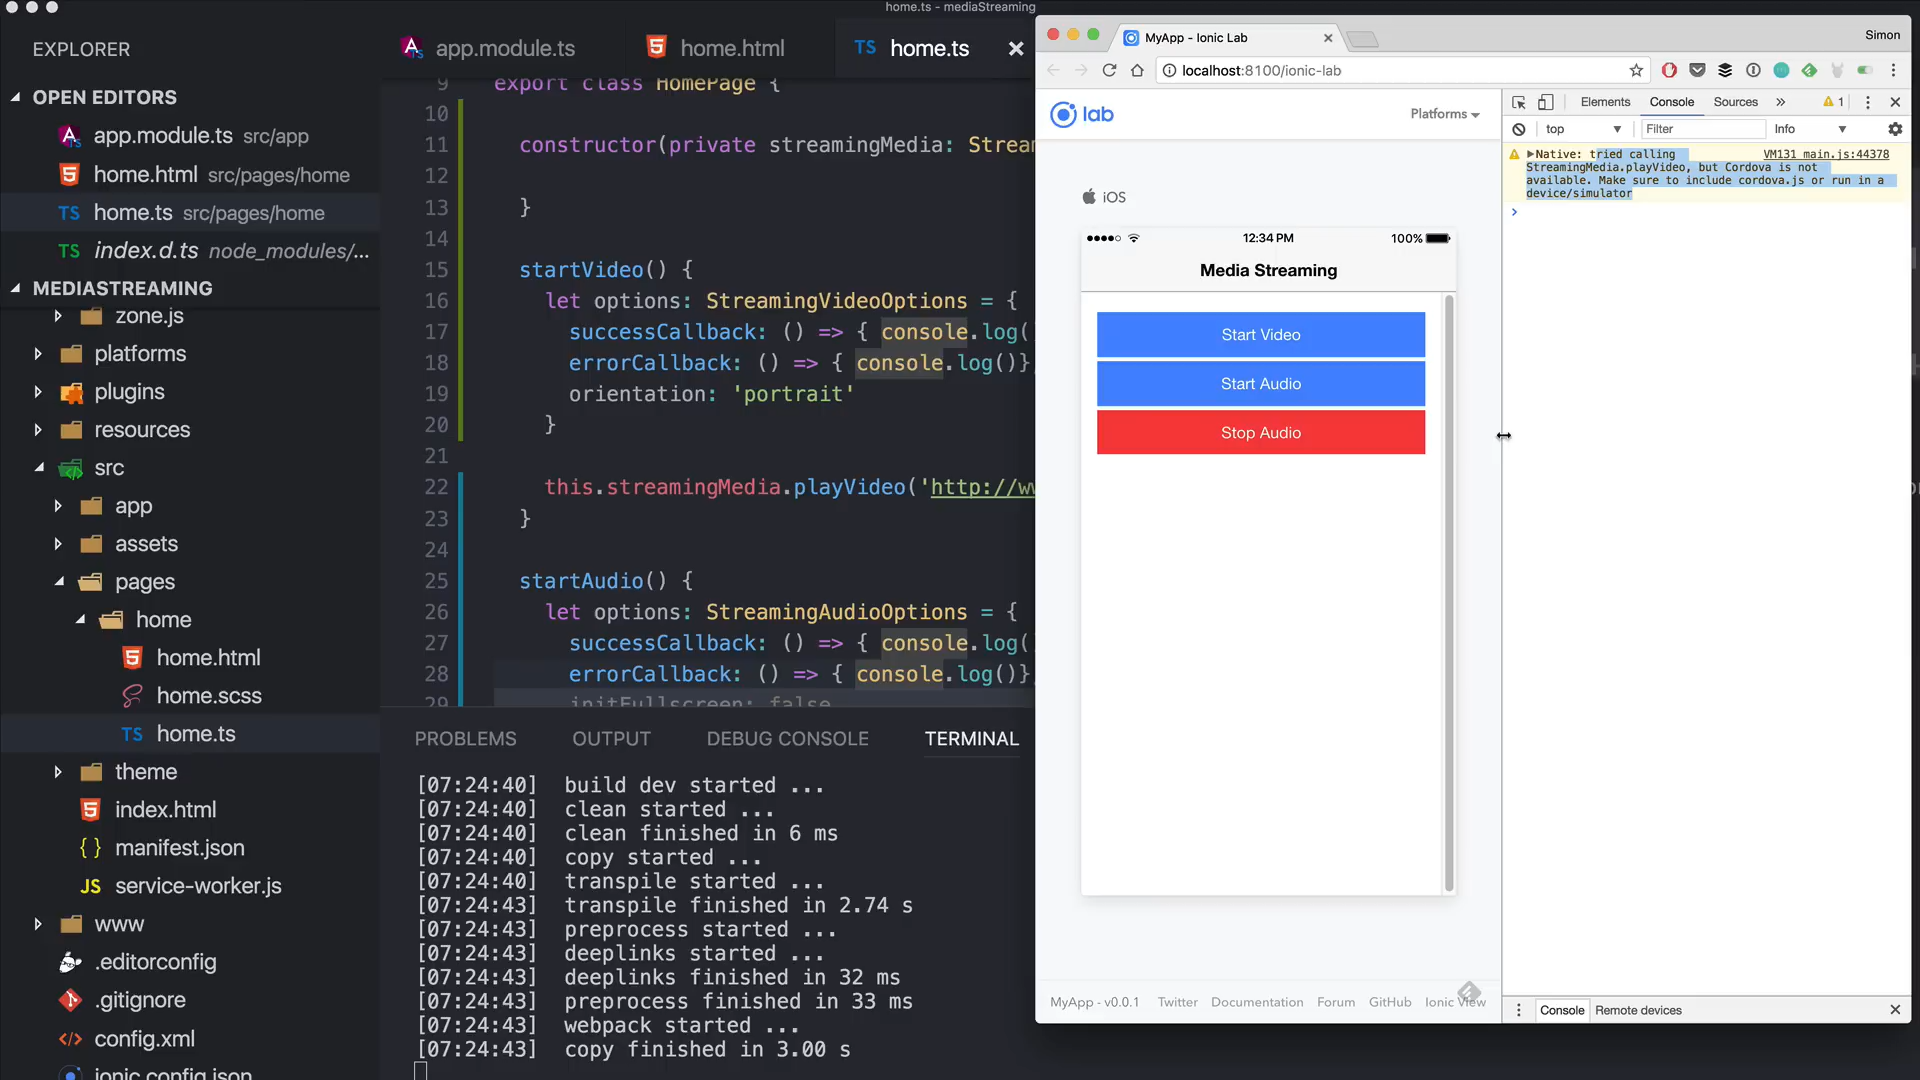 home.ts - mediaStreaming
EXPLORER
OPEN EDITORS
app.module.ts src/app
home.html src/pages/home
home.ts src/pages/home
index.d.ts node_modules/...
MEDIASTREAMING
zone.js
platforms
plugins
resources
src
app
assets
pages
home
home.html
home.scss
TS home.ts
theme
index.html
{ } manifest.json
JS service-worker.js
www
.editorconfig
.gitignore
config.xml
ionic.config.json
app.module.ts
home.html
TS home.ts
9 export class HomePage {
10
11 constructor(private streamingMedia: Strea
12
13 }
14
15 startVideo() {
16 let options: StreamingVideoOptions = {
17 successCallback: () => { console.log(
18 errorCallback: () => { console.log()}
19 orientation: 'portrait'
20 }
21
22 this.streamingMedia.playVideo('http://w
23 }
24
25 startAudio() {
26 let options: StreamingAudioOptions = {
27 successCallback: () => { console.log(
28 errorCallback: () => { console.log()}
29 initFullscreen: false
PROBLEMS OUTPUT DEBUG CONSOLE TERMINAL
[07:24:40] build dev started ...
[07:24:40] clean started ...
[07:24:40] clean finished in 6 ms
[07:24:40] copy started ...
[07:24:40] transpile started ...
[07:24:43] transpile finished in 2.74 s
[07:24:43] preprocess started ...
[07:24:43] deeplinks started ...
[07:24:43] deeplinks finished in 32 ms
[07:24:43] preprocess finished in 33 ms
[07:24:43] webpack started ...
[07:24:43] copy finished in 3.00 s
MyApp - Ionic Lab
Simon
localhost:8100/ionic-lab
lab
Platforms
iOS
12:34 PM 100%
Media Streaming
Start Video
Start Audio
Stop Audio
MyApp - v0.0.1 Twitter Documentation Forum GitHub Ionic View
Elements Console Sources » 1
top Filter Info
Native: tried calling VM131 main.js:44378
StreamingMedia.playVideo, but Cordova is not
available. Make sure to include cordova.js or run in a
device/simulator
Console Remote devices